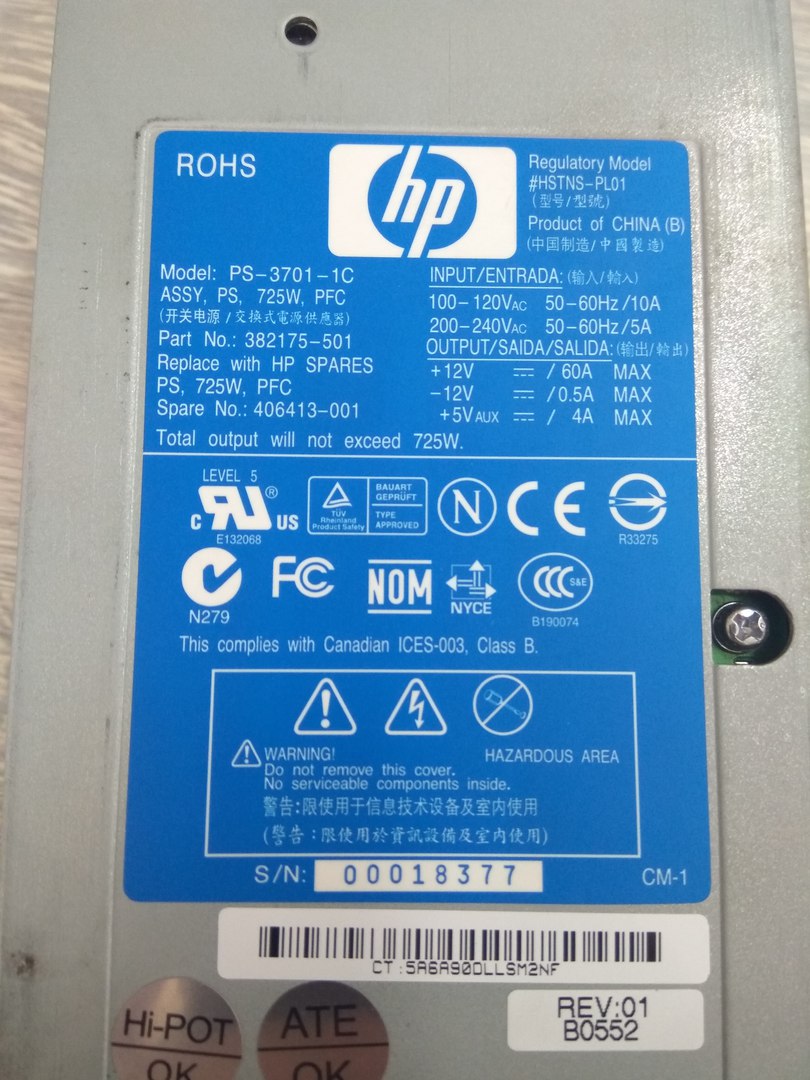 ROHS
hp
Regulatory Model
#HSTNS-PL01
(型号/型號)
Product of CHINA (B)
(中国制造/中國製造)
Model: PS-3701-1C
ASSY, PS, 725W, PFC
(开关电源/交換式電源供應器)
Part No.: 382175-501
Replace with HP SPARES
PS, 725W, PFC
Spare No.: 406413-001
Total output will not exceed 725W.
INPUT/ENTRADA: (输入/輸入)
100-120VAC 50-60Hz/10A
200-240VAC 50-60Hz/5A
OUTPUT/SAIDA/SALIDA: (输出/輸出)
+12V / 60A MAX
-12V / 0.5A MAX
+5V AUX / 4A MAX
LEVEL 5
c RU ® US
E132068
TÜV
Rheinland
Product Safety
BAUART
GEPRÜFT
TYPE
APPROVED
N
CE
R33275
N279
FC
NOM
NYCE
CCC S&E
B190074
This complies with Canadian ICES-003, Class B.
WARNING!
Do not remove this cover.
No serviceable components inside.
HAZARDOUS AREA
警告:限使用于信息技术设备及室内使用
(警告:限使用於資訊設備及室内使用)
S/N: 00018377
CM-1
CT:5A6A90DLLSM2NF
REV:01
B0552
Hi-POT
OK
ATE
OK